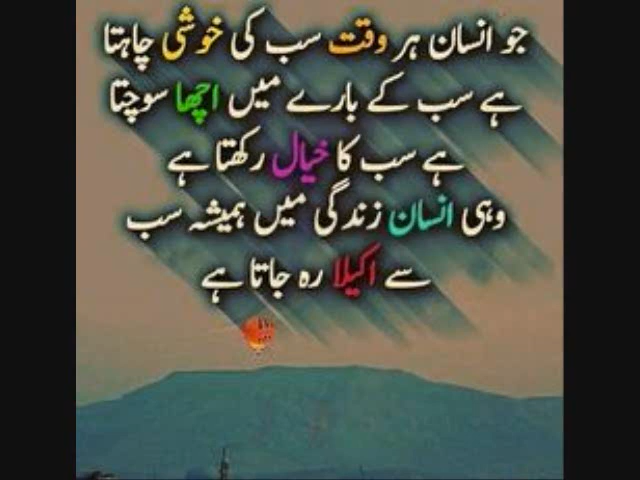 جو انسان ہر وقت سب کی خوشی چاہتا
ہے سب کے بارے میں اچھا سوچتا
ہے سب کا خیال رکھتا ہے
وہی انسان زندگی میں ہمیشہ سب
سے اکیلا رہ جاتا ہے